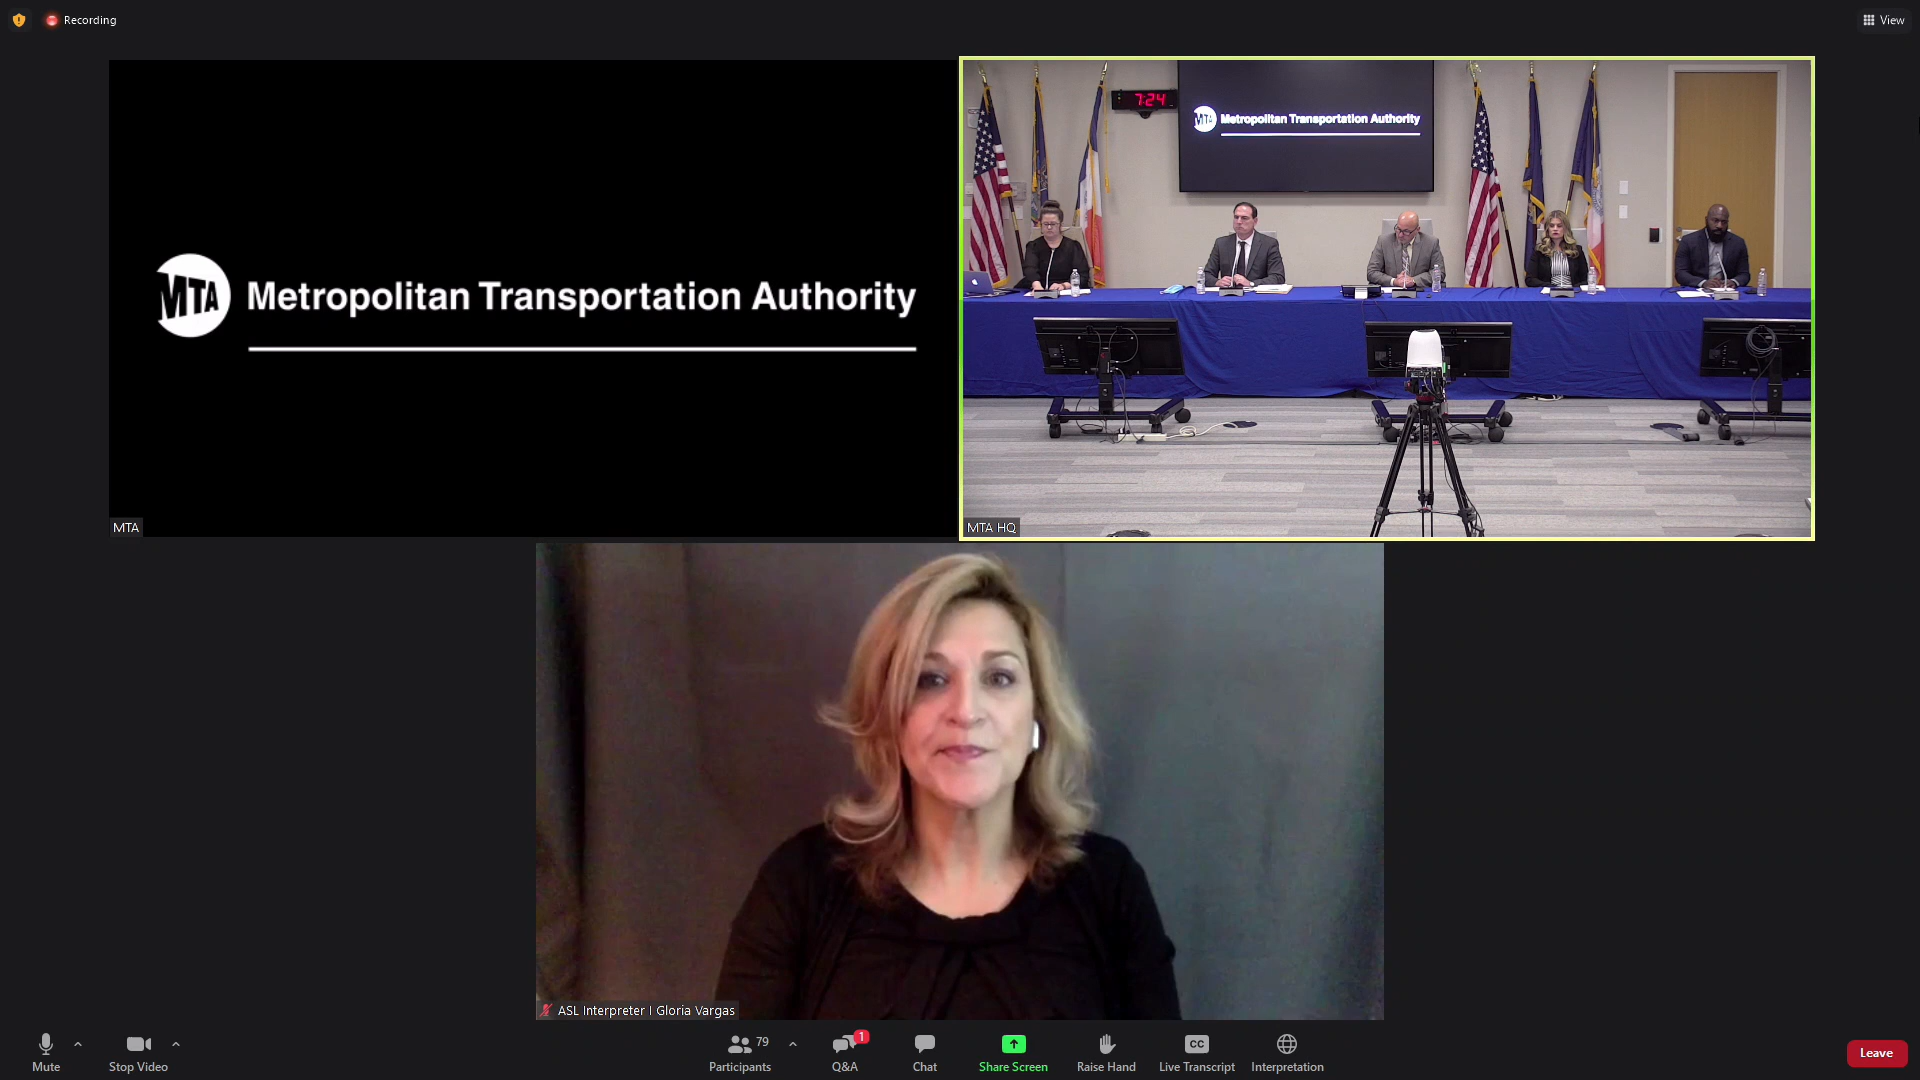 Recording
View
MTA
Metropolitan Transportation Authority
MTA
7:24
MTA
Metropolitan Transportation Authority
MTA HQ
ASL Interpreter I Gloria Vargas
Mute
Stop Video
79
Participants
1
Q&A
Chat
Share Screen
Raise Hand
CC
Live Transcript
Interpretation
Leave